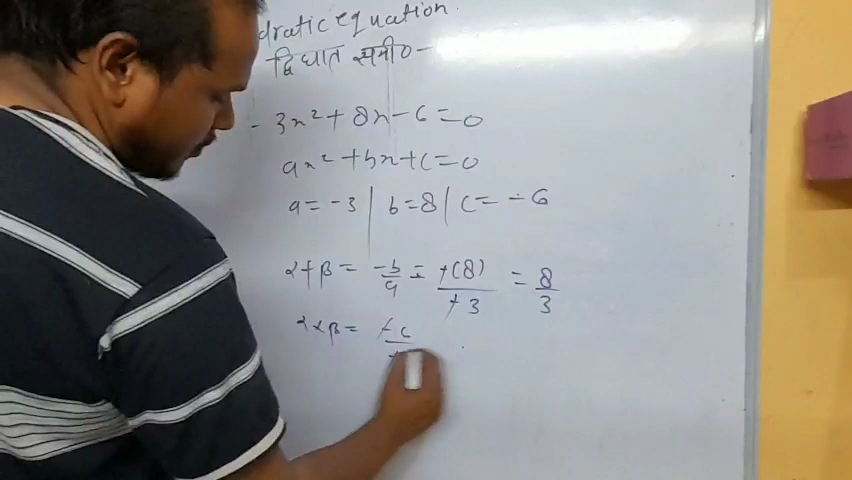 dratic equation.
द्विघात समी०-
- 3x² + 8x - 6 = 0
ax² + bx + c = 0
a = -3 | b = 8 | c = -6
α+β = -b/a = -(8)/-3 = 8/3
α×β =